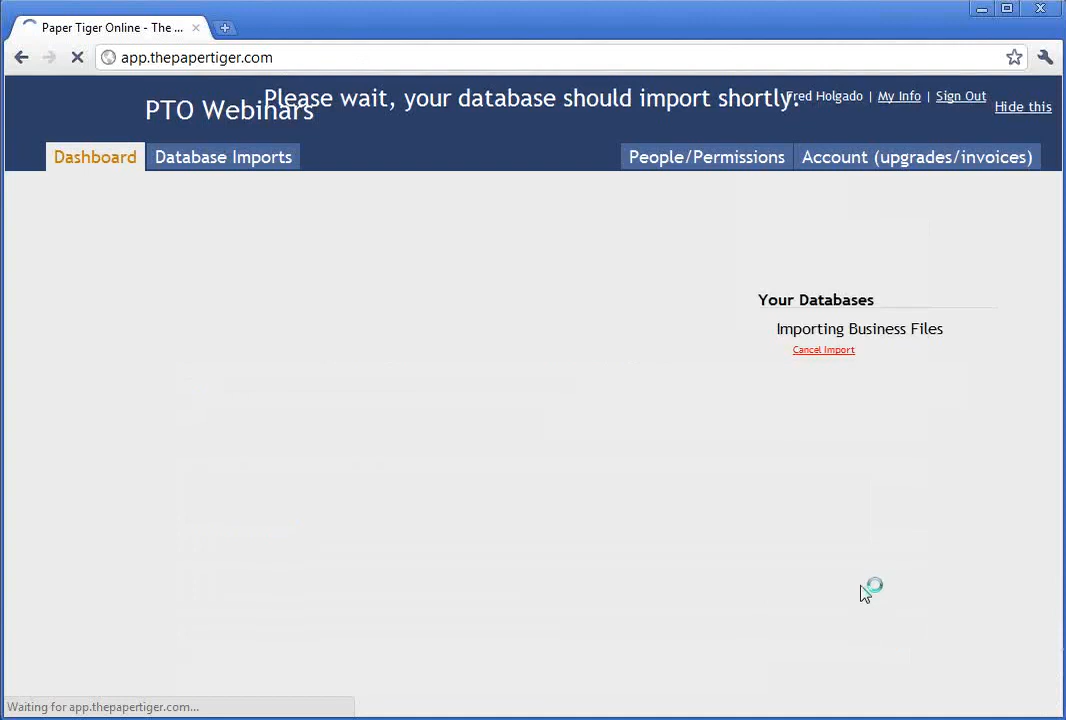 Paper Tiger Online - The ...
app.thepapertiger.com
Please wait, your database should import shortly.
Fred Holgado | My Info | Sign Out
PTO Webinars
Hide this
Dashboard Database Imports People/Permissions Account (upgrades/invoices)
Your Databases
Importing Business Files
Cancel Import
Waiting for app.thepapertiger.com...